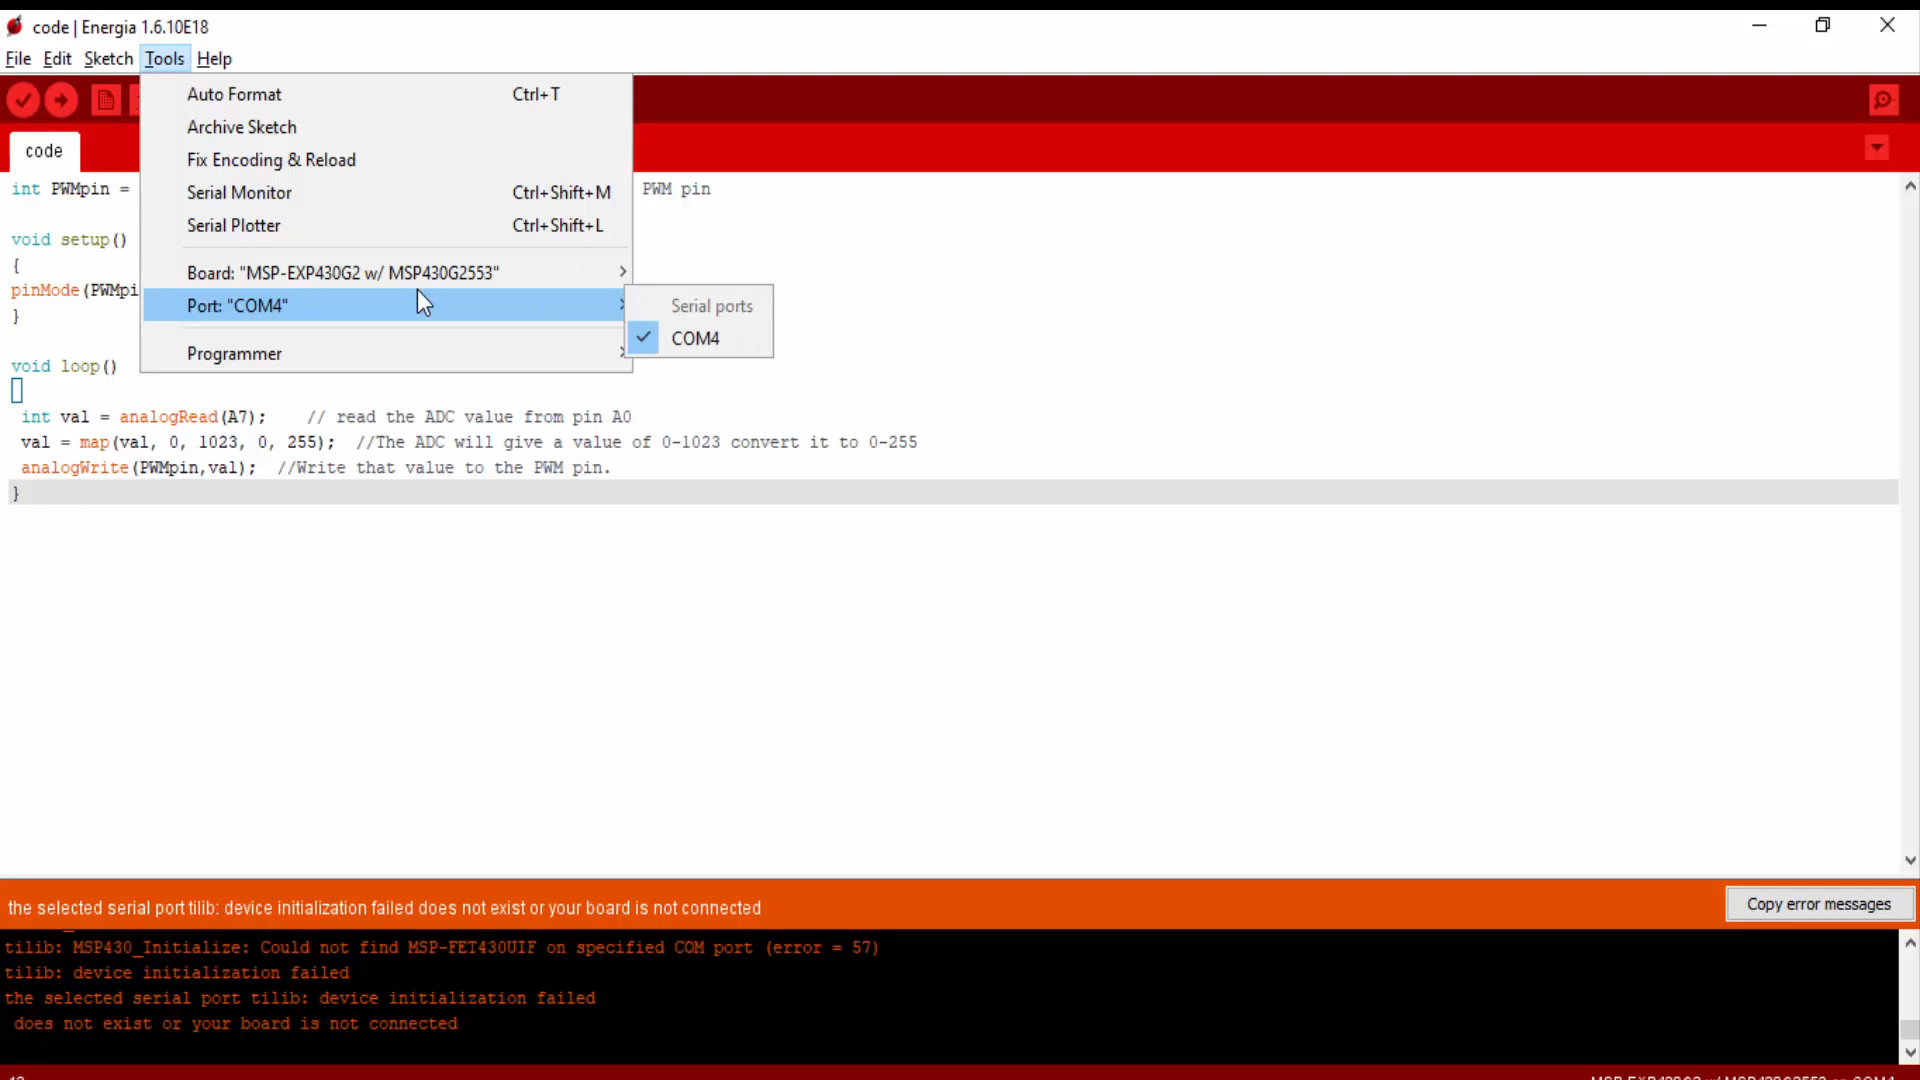 code | Energia 1.6.10E18
File Edit Sketch Tools Help
Auto Format Ctrl+T
Archive Sketch
Fix Encoding & Reload
Serial Monitor Ctrl+Shift+M
Serial Plotter Ctrl+Shift+L
Board: "MSP-EXP430G2 w/ MSP430G2553"
Port: "COM4"
Programmer
Serial ports
COM4
code
int PWMpin = PWM pin
void setup()
{
pinMode(PWMpi
}
void loop()
int val = analogRead(A7); // read the ADC value from pin A0
val = map(val, 0, 1023, 0, 255); //The ADC will give a value of 0-1023 convert it to 0-255
analogWrite(PWMpin,val); //Write that value to the PWM pin.
}
the selected serial port tilib: device initialization failed does not exist or your board is not connected
Copy error messages
tilib: MSP430_Initialize: Could not find MSP-FET430UIF on specified COM port (error = 57)
tilib: device initialization failed
the selected serial port tilib: device initialization failed
does not exist or your board is not connected
MSP-EXP430G2 w/ MSP430G2553 on COM4